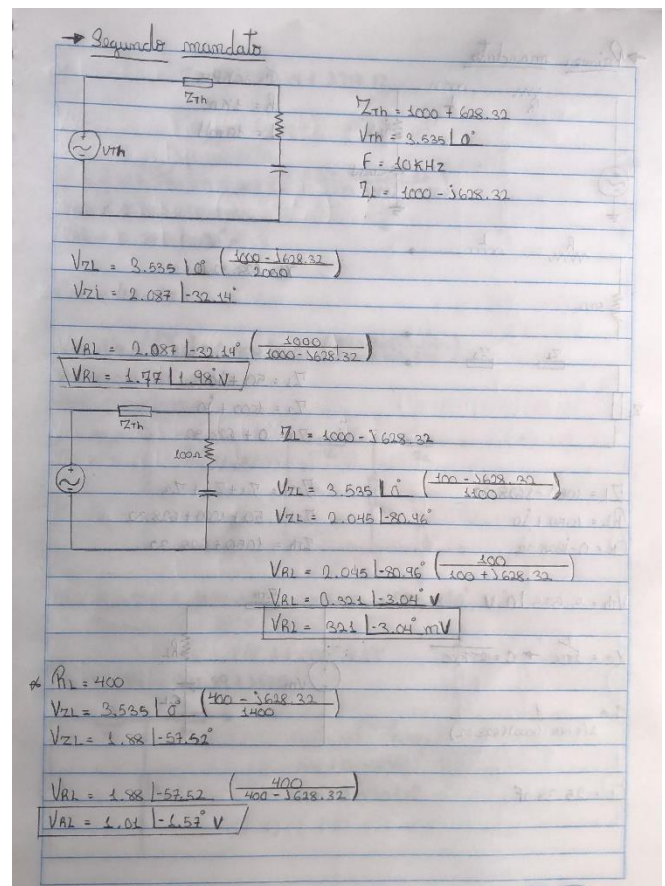 → Segundo mandato
ZTh
VTh
ZTh = 1000 + 628.32
VTh = 3.535 ⌊0°
F = 10KHz
ZL = 1000 - j628.32
VZL = 3.535 ⌊0° (1000 - j628.32 / 2000)
VZL = 2.087 ⌊-32.14°
VRL = 2.087 ⌊-32.14° (1000 / 1000 - j628.32)
VRL = 1.77 ⌊1.98° V
ZTh
100Ω
ZL = 1000 - j628.32
VZL = 3.535 ⌊0° (100 - j628.32 / 1100)
VZL = 2.045 ⌊-80.96°
VRL = 2.045 ⌊-80.96° (100 / 100 + j628.32)
VRL = 0.321 ⌊-3.04° V
VRL = 321 ⌊-3.04° mV
* RL = 400
VZL = 3.535 ⌊0° (400 - j628.32 / 1400)
VZL = 1.88 ⌊-57.52°
VRL = 1.88 ⌊-57.52 (400 / 400 - j628.32)
VRL = 1.01 ⌊-1.57° V